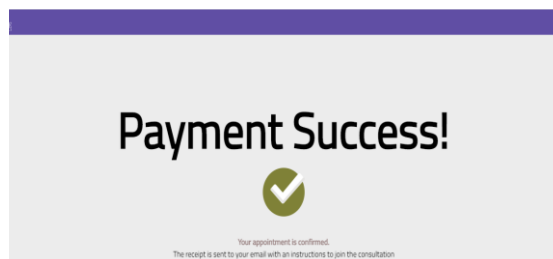 Payment Success!
Your appointment is confirmed.
The receipt is sent to your email with an instructions to join the consultation